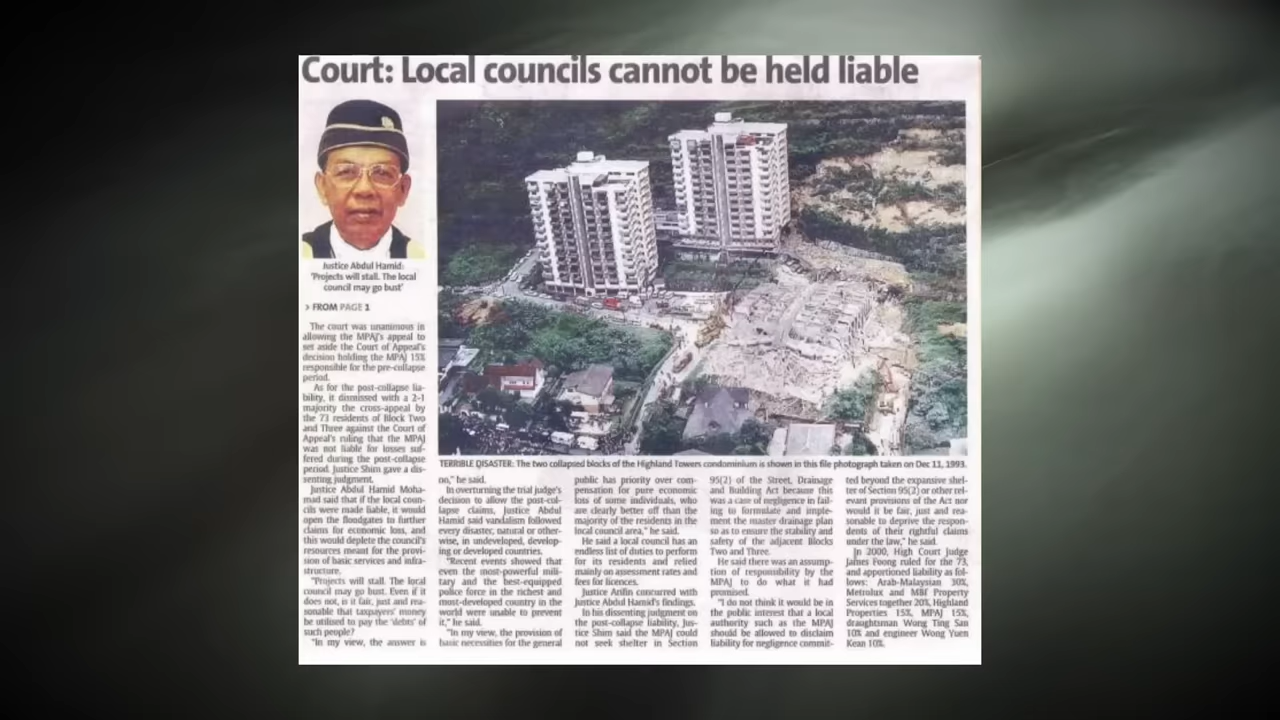 Court: Local councils cannot be held liable
Justice Abdul Hamid:
'Projects will stall. The local
council may go bust'
> FROM PAGE 1
The court was unanimous in
allowing the MPAJ's appeal to
set aside the Court of Appeal's
decision holding the MPAJ 15%
responsible for the pre-collapse
period.
As for the post-collapse lia-
bility, it dismissed with a 2-1
majority the cross-appeal by
the 73 residents of Block Two
and Three against the Court of
Appeal's ruling that the MPAJ
was not liable for losses suf-
fered during the post-collapse
period. Justice Shim gave a dis-
senting judgment.
Justice Abdul Hamid Moha-
mad said that if the local coun-
cils were made liable, it would
open the floodgates to further
claims for economic loss, and
this would deplete the council's
resources meant for the provi-
sion of basic services and infra-
structure.
"Projects will stall. The local
council may go bust. Even if it
does not, is it fair, just and rea-
sonable that taxpayers' money
be utilised to pay the 'debts' of
such people?
"In my view, the answer is
TERRIBLE DISASTER: The two collapsed blocks of the Highland Towers condominium is shown in this file photograph taken on Dec 11, 1993.
no," he said.
In overturning the trial judge's
decision to allow the post-col-
lapse claims, Justice Abdul
Hamid said vandalism followed
every disaster, natural or other-
wise, in undeveloped, develop-
ing or developed countries.
"Recent events showed that
even the most powerful mili-
tary and the best-equipped
police force in the richest and
most-developed country in the
world were unable to prevent
it," he said.
"In my view, the provision of
basic necessities for the general
public has priority over com-
pensation for pure economic
loss of some individuals, who
are clearly better off than the
majority of the residents in the
local council area," he said.
He said a local council has an
endless list of duties to perform
for its residents and relied
mainly on assessment rates and
fees for licences.
Justice Arifin concurred with
Justice Abdul Hamid's findings.
In his dissenting judgment on
the post-collapse liability, Jus-
tice Shim said the MPAJ could
not seek shelter in Section
95(2) of the Street, Drainage
and Building Act because this
was a case of negligence in fail-
ing to formulate and imple-
ment the master drainage plan
so as to ensure the stability and
safety of the adjacent Blocks
Two and Three.
He said there was an assump-
tion of responsibility by the
MPAJ to do what it had
promised.
"I do not think it would be in
the public interest that a local
authority such as the MPAJ
should be allowed to disclaim
liability for negligence commit-
ted beyond the expansive shel-
ter of Section 95(2) or other rel-
evant provisions of the Act nor
would it be fair, just and rea-
sonable to deprive the respon-
dents of their rightful claims
under the law," he said.
In 2000, High Court judge
James Foong ruled for the 73,
and apportioned liability as fol-
lows: Arab-Malaysian 30%,
Metrolux and MBf Property
Services together 20%, Highland
Properties 15%, MPAJ 15%,
draughtsman Wong Ting San
10% and engineer Wong Yuen
Kean 10%.